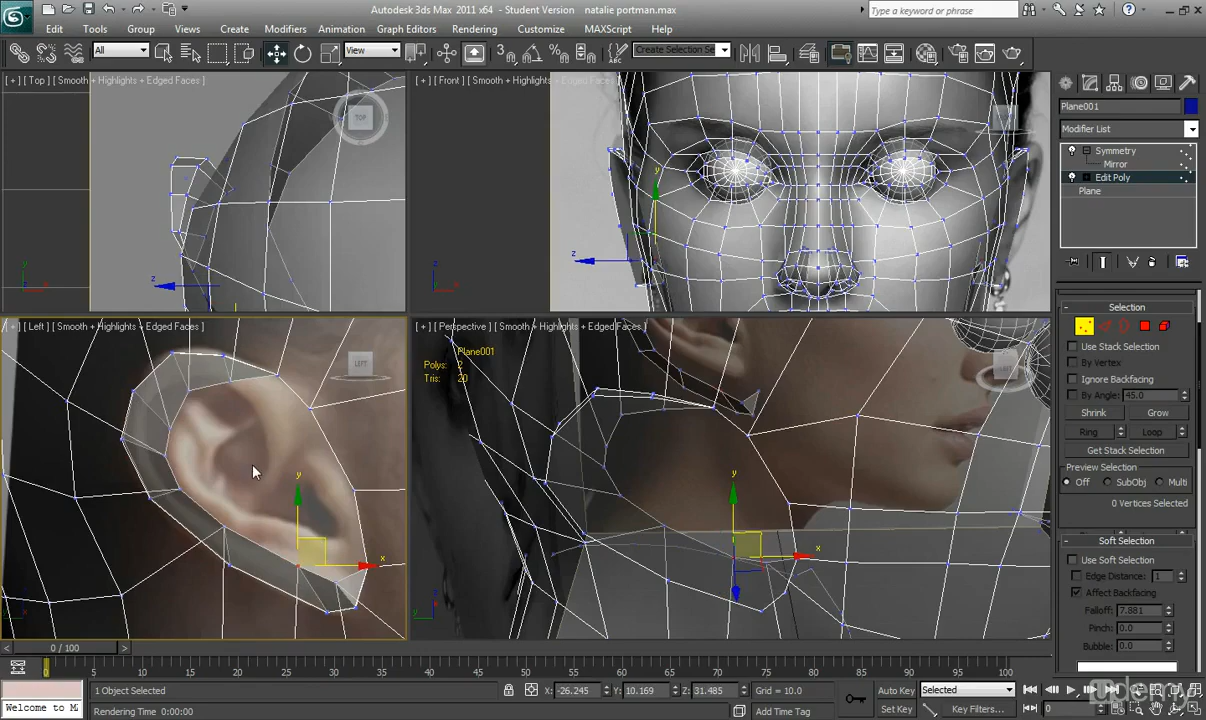 Autodesk 3ds Max 2011 x64 - Student Version natalie portman.max
Type a keyword or phrase
Edit Tools Group Views Create Modifiers Animation Graph Editors Rendering Customize MAXScript Help
All View Create Selection Se
[ + ] [ Top ] [ Smooth + Highlights + Edged Faces ]
[ + ] [ Front ] [ Smooth + Highlights + Edged Faces ]
TOP
y
z
x
z
y
z
[ + ] [ Left ] [ Smooth + Highlights + Edged Faces ]
[ + ] [ Perspective ] [ Smooth + Highlights + Edged Faces ]
LEFT
Plane001
Polys: 2
Tris: 20
y
x
y
x
Plane001
Modifier List
Symmetry
Mirror
Edit Poly
Plane
Selection
Use Stack Selection
By Vertex
Ignore Backfacing
By Angle: 45.0
Shrink Grow
Ring Loop
Get Stack Selection
Preview Selection
Off SubObj Multi
0 Vertices Selected
Soft Selection
Use Soft Selection
Edge Distance: 1
Affect Backfacing
Falloff: 7.881
Pinch: 0.0
Bubble: 0.0
0 / 100
0 5 10 15 20 25 30 35 40 45 50 55 60 65 70 75 80 85 90 95 100
1 Object Selected X: -26.245 Y: 10.169 Z: 31.485 Grid = 10.0 Auto Key Selected
Welcome to MA Rendering Time 0:00:00 Add Time Tag Set Key Key Filters... 0
udemy